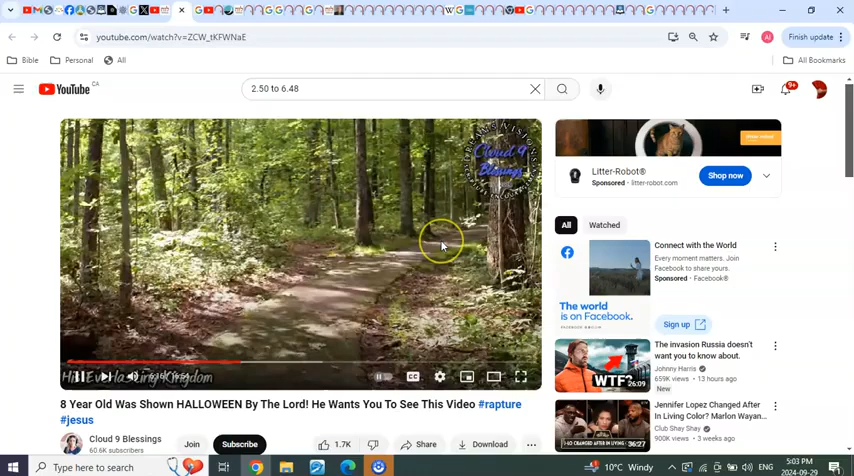 youtube.com/watch?v=ZCW_tKFWNaE
Finish update
Bible
Personal
All
All Bookmarks
YouTube CA
2.50 to 6.48
9+
Cloud 9
Blessings
Kingdom
Litter-Robot
Sponsored · litter-robot.com
Shop now
All
Watched
Connect with the World
Every moment matters. Join
Facebook to share yours.
Sponsored · Facebook®
The world
is on Facebook.
Sign up
The invasion Russia doesn't
want you to know about.
Johnny Harris
659K views • 13 hours ago
New
WTF?
26:09
Jennifer Lopez Changed After
In Living Color? Marlon Wayan…
Club Shay Shay
900K views • 3 weeks ago
36:27
8 Year Old Was Shown HALLOWEEN By The Lord! He Wants You To See This Video #rapture
#jesus
Cloud 9 Blessings
60.6K subscribers
Join
Subscribe
1.7K
Share
Download
Type here to search
10°C Windy
ENG
5:03 PM
2024-09-29